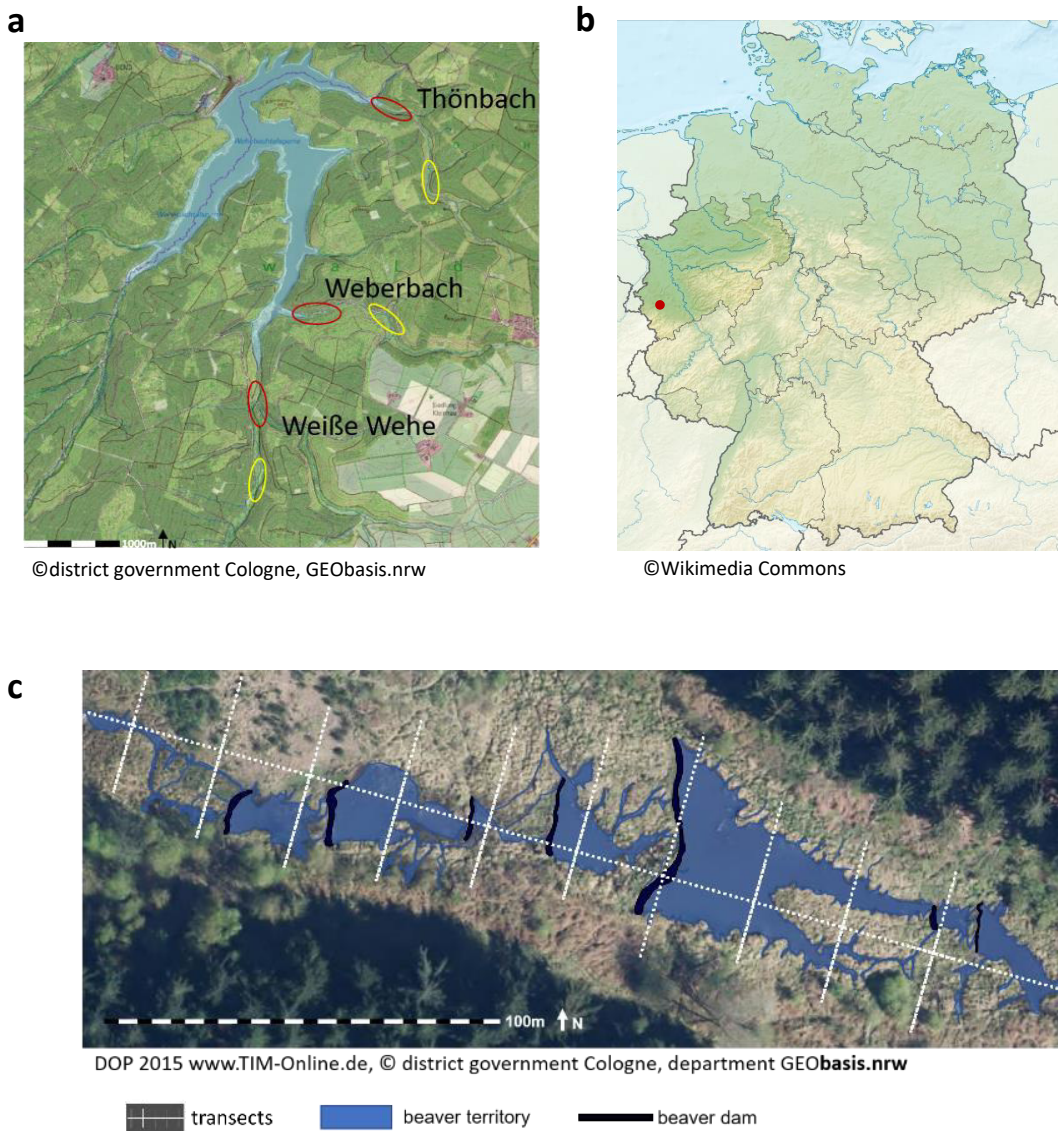 a
b
Thönbach
Wehebachtalsperre
Weberbach
Weiße Wehe
w
d
1000m
N
©district government Cologne, GEObasis.nrw
©Wikimedia Commons
c
100m
N
DOP 2015 www.TIM-Online.de, © district government Cologne, department GEObasis.nrw
transects
beaver territory
beaver dam